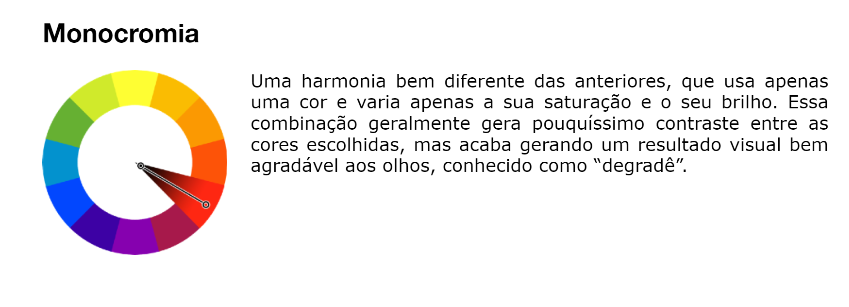 Monocromia
Uma harmonia bem diferente das anteriores, que usa apenas
uma cor e varia apenas a sua saturação e o seu brilho. Essa
combinação geralmente gera pouquíssimo contraste entre as
cores escolhidas, mas acaba gerando um resultado visual bem
agradável aos olhos, conhecido como “degradê”.